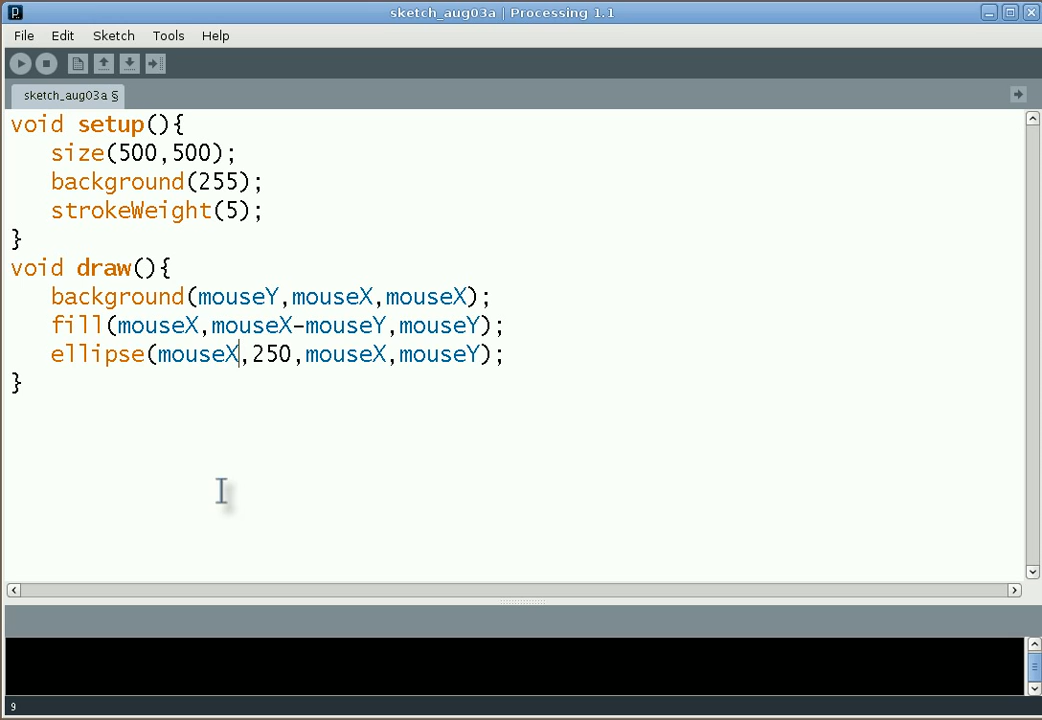 sketch_aug03a | Processing 1.1
File Edit Sketch Tools Help
sketch_aug03a §
void setup(){
   size(500,500);
   background(255);
   strokeWeight(5);
}
void draw(){
   background(mouseY,mouseX,mouseX);
   fill(mouseX,mouseX-mouseY,mouseY);
   ellipse(mouseX,250,mouseX,mouseY);
}
9